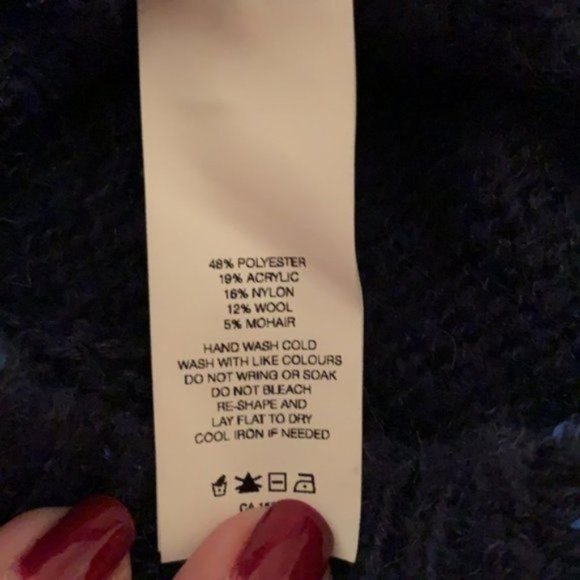 48% POLYESTER
19% ACRYLIC
16% NYLON
12% WOOL
5% MOHAIR
HAND WASH COLD
WASH WITH LIKE COLOURS
DO NOT WRING OR SOAK
DO NOT BLEACH
RE-SHAPE AND
LAY FLAT TO DRY
COOL IRON IF NEEDED
CA